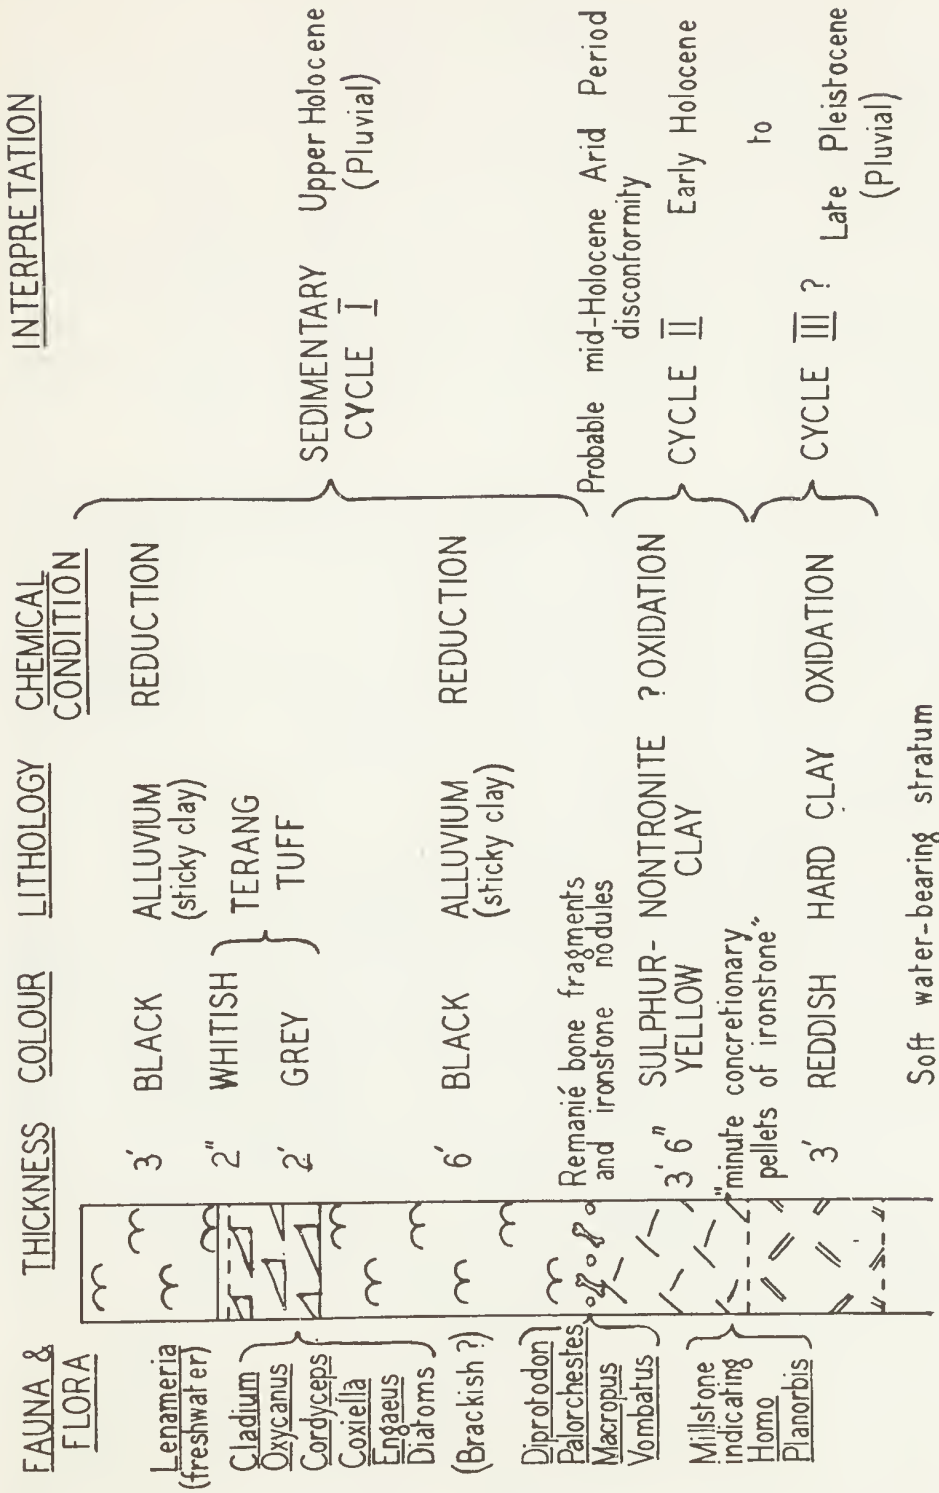 FAUNA &
FLORA
THICKNESS
COLOUR
LITHOLOGY
CHEMICAL
CONDITION
INTERPRETATION
Lenameria
(freshwater)
3'
BLACK
ALLUVIUM
(sticky clay)
REDUCTION
Cladium
Oxycanus
Cordyceps
Coxiella
Engaeus
Diatoms
2"
WHITISH
2'
GREY
TERANG
TUFF
SEDIMENTARY
CYCLE I
Upper Holocene
(Pluvial)
(Brackish ?)
6'
BLACK
ALLUVIUM
(sticky clay)
REDUCTION
Diprotodon
Palorchestes
Macropus
Vombatus
Remanié bone fragments
and ironstone nodules
Probable mid-Holocene Arid Period
disconformity
3' 6"
SULPHUR-
YELLOW
NONTRONITE
CLAY
? OXIDATION
CYCLE II
Early Holocene
to
Millstone
indicating
Homo
Planorbis
"minute concretionary
pellets of ironstone"
3'
REDDISH
HARD CLAY
OXIDATION
CYCLE III ?
Late Pleistocene
(Pluvial)
Soft water-bearing stratum